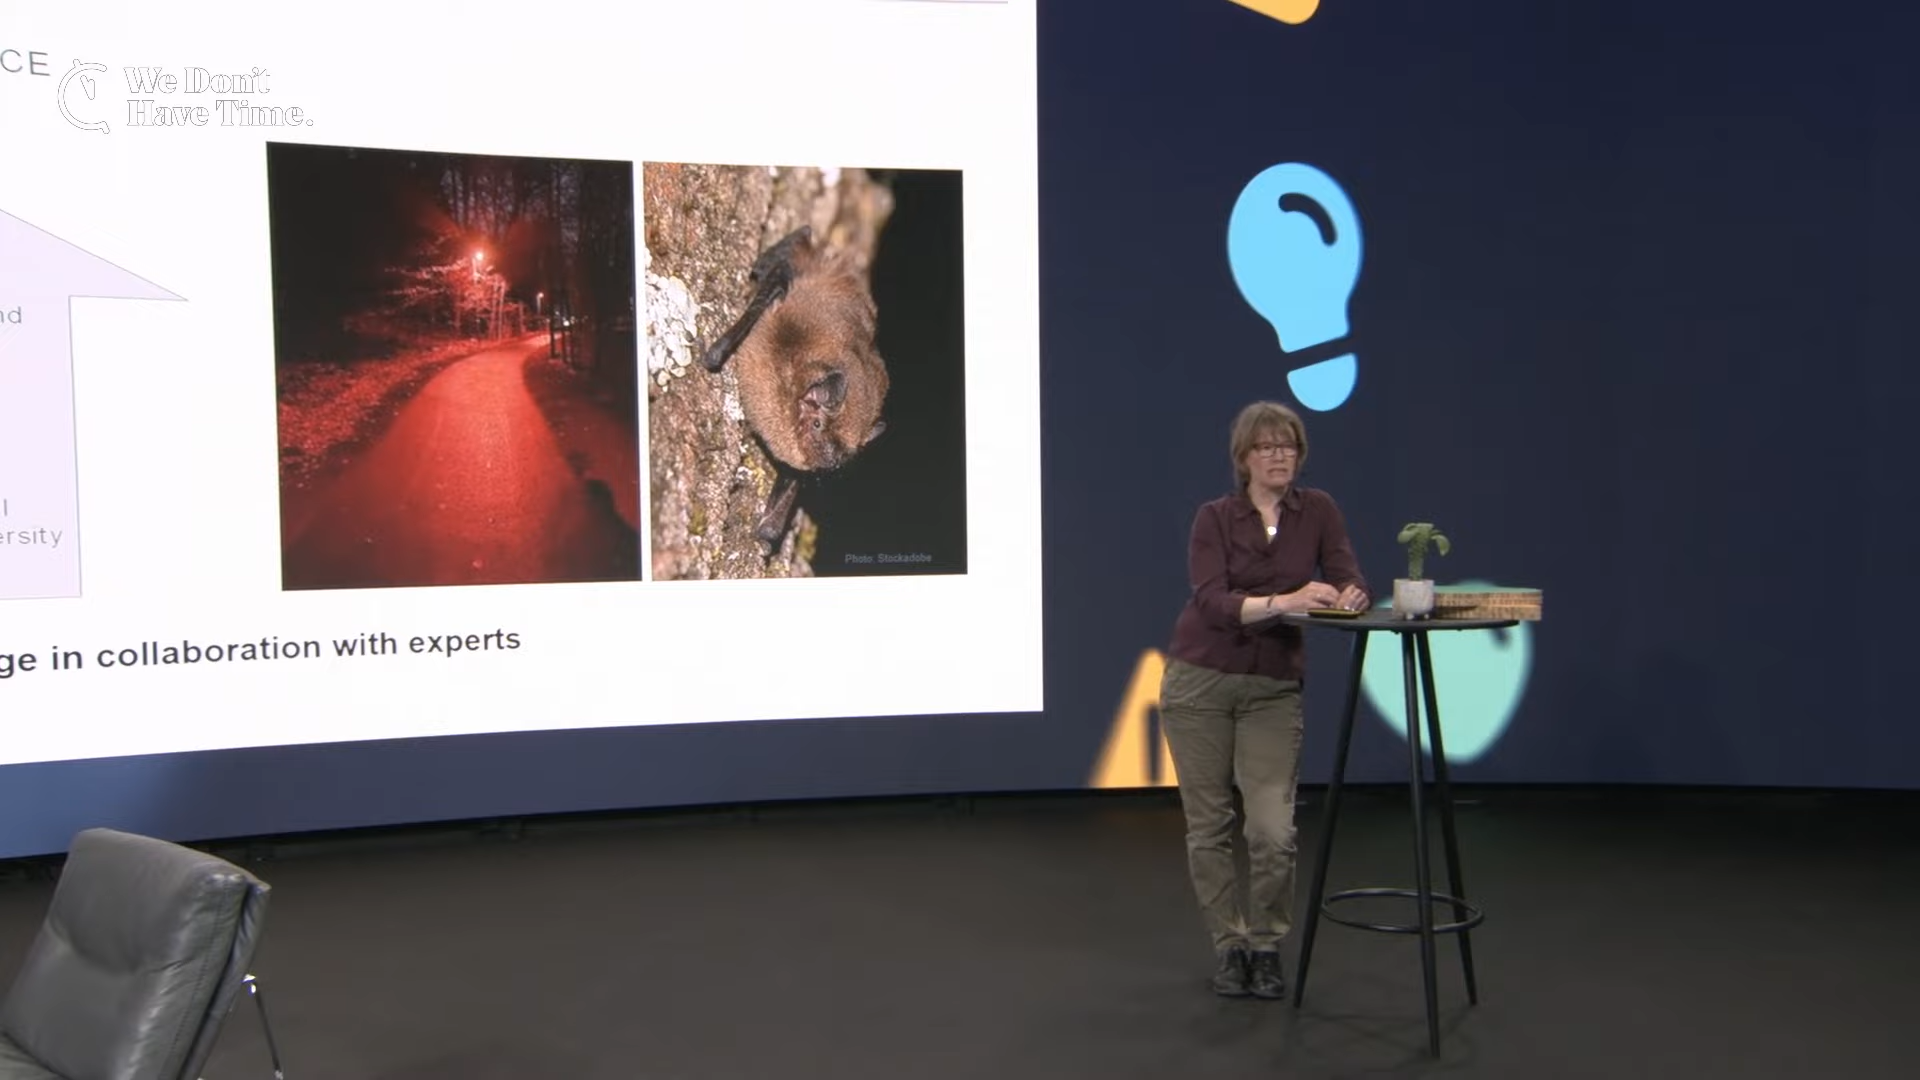 CE
We Don't
Have Time.
nd
l
ersity
Photo: Stockadobe
ge in collaboration with experts